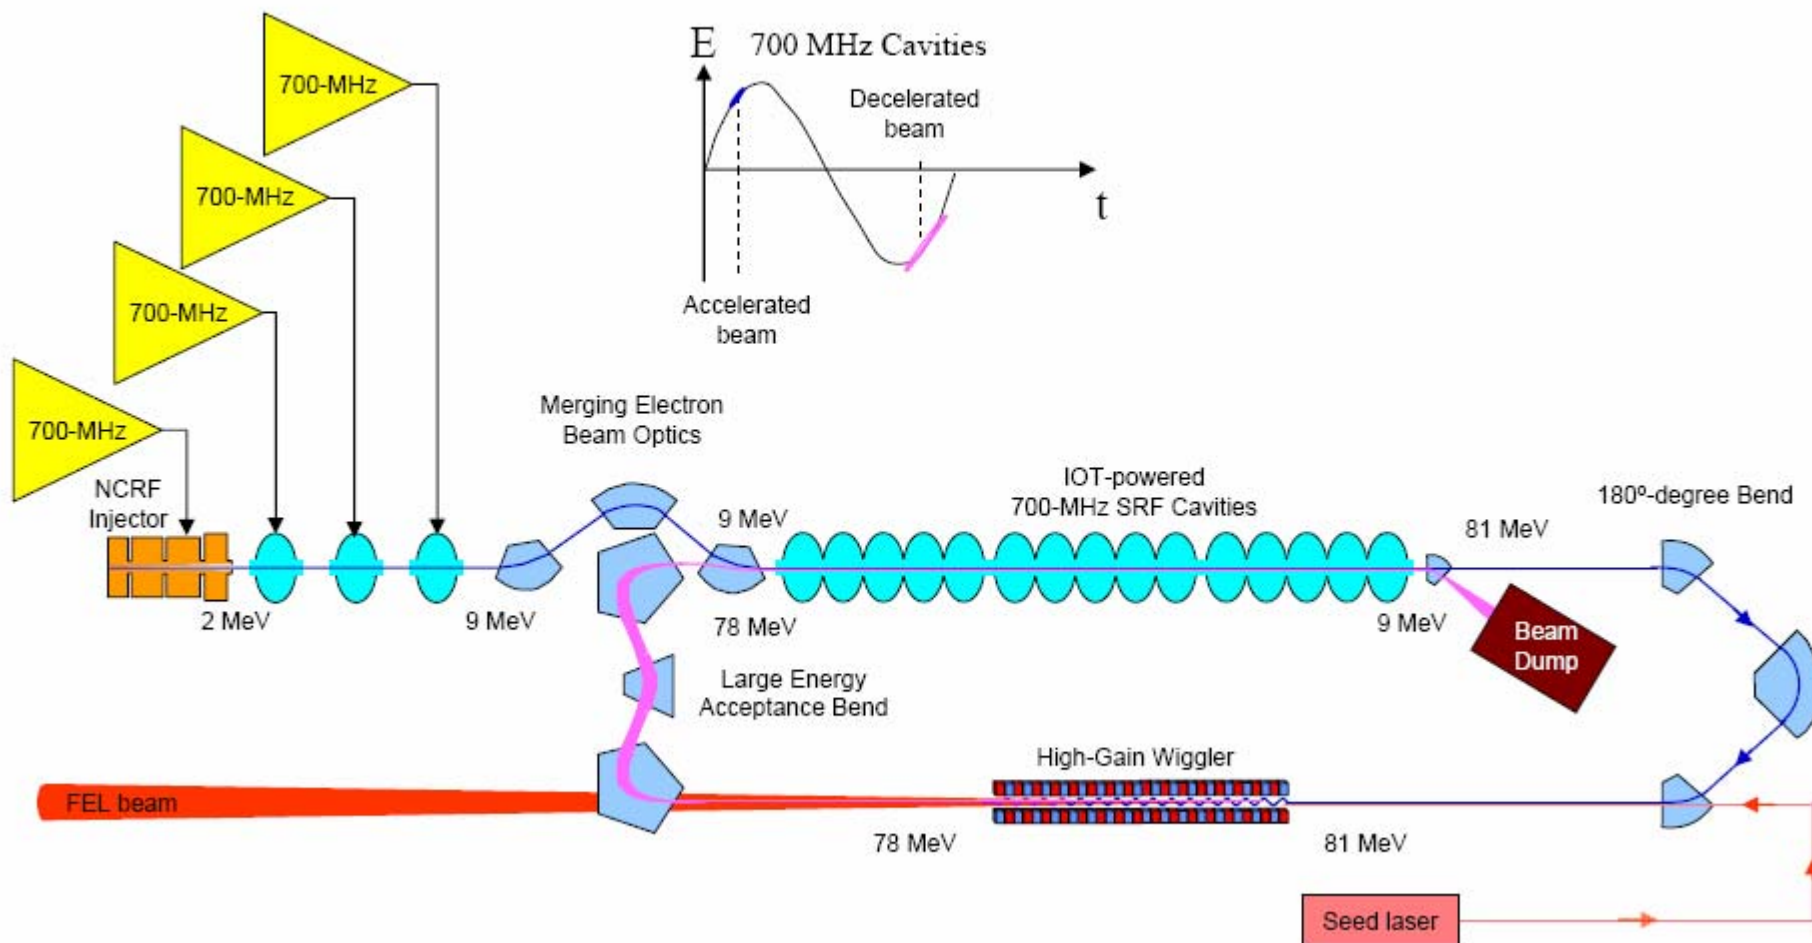 E
700 MHz Cavities
700-MHz
Decelerated
beam
t
700-MHz
Accelerated
beam
700-MHz
700-MHz
Merging Electron
Beam Optics
NCRF
Injector
IOT-powered
700-MHz SRF Cavities
180º-degree Bend
9 MeV
81 MeV
2 MeV
9 MeV
78 MeV
9 MeV
Beam
Dump
Large Energy
Acceptance Bend
High-Gain Wiggler
FEL beam
78 MeV
81 MeV
Seed laser